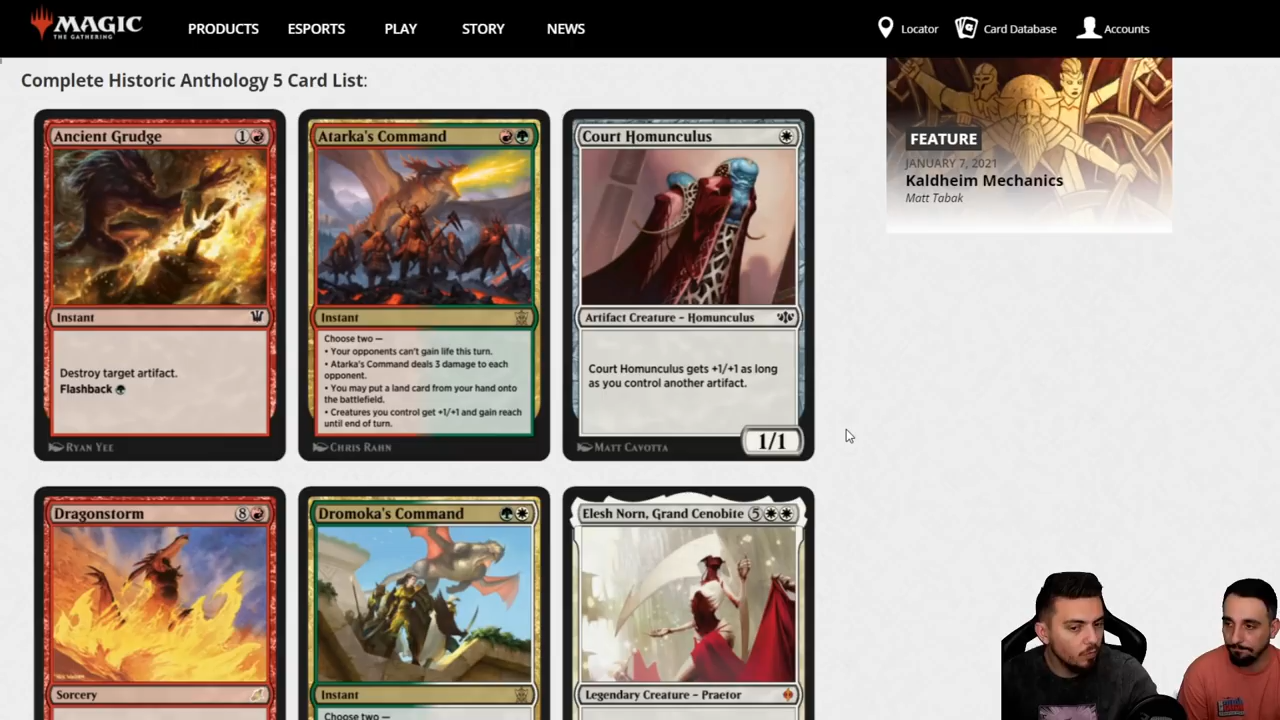 MAGIC
THE GATHERING
PRODUCTS ESPORTS PLAY STORY NEWS
Locator Card Database Accounts
Complete Historic Anthology 5 Card List:
FEATURE
JANUARY 7, 2021
Kaldheim Mechanics
Matt Tabak
Ancient Grudge 1
Instant
Destroy target artifact.
Flashback
RYAN YEE
Atarka's Command
Instant
Choose two —
• Your opponents can't gain life this turn.
• Atarka's Command deals 3 damage to each
opponent.
• You may put a land card from your hand onto
the battlefield.
• Creatures you control get +1/+1 and gain reach
until end of turn.
CHRIS RAHN
Court Homunculus
Artifact Creature – Homunculus
Court Homunculus gets +1/+1 as long
as you control another artifact.
MATT CAVOTTA
1/1
Dragonstorm 8
Sorcery
Dromoka's Command
Instant
Choose two —
Elesh Norn, Grand Cenobite 5
Legendary Creature – Praetor